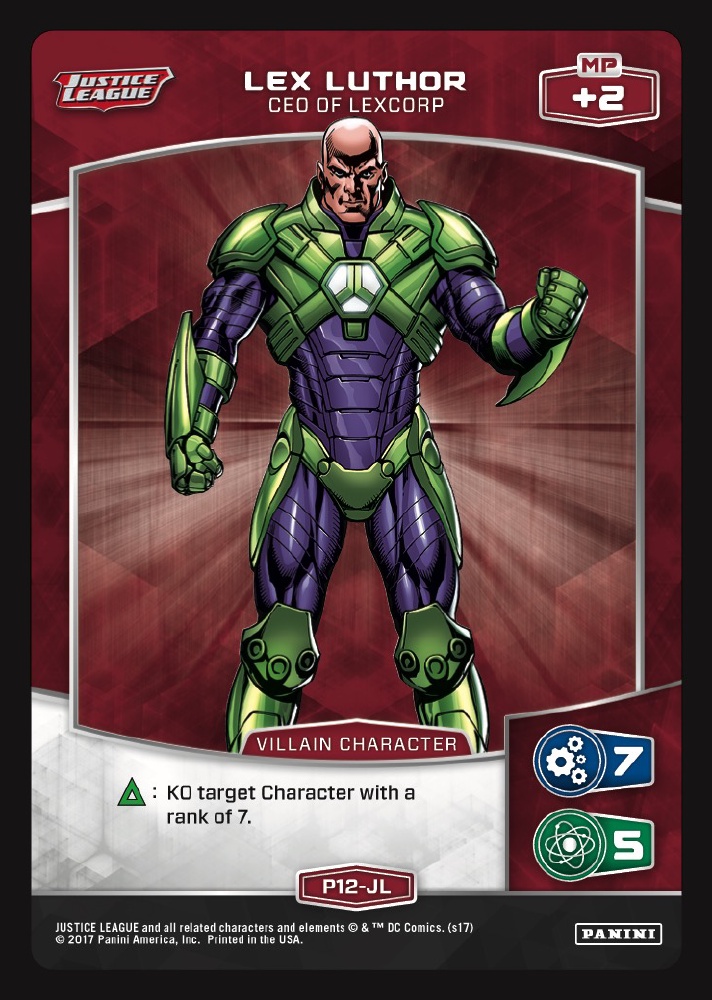 JUSTICE
LEAGUE
LEX LUTHOR
CEO OF LEXCORP
MP
+2
VILLAIN CHARACTER
: KO target Character with a
rank of 7.
7
5
P12-JL
JUSTICE LEAGUE and all related characters and elements © & ™ DC Comics. (s17)
© 2017 Panini America, Inc. Printed in the USA.
PANINI